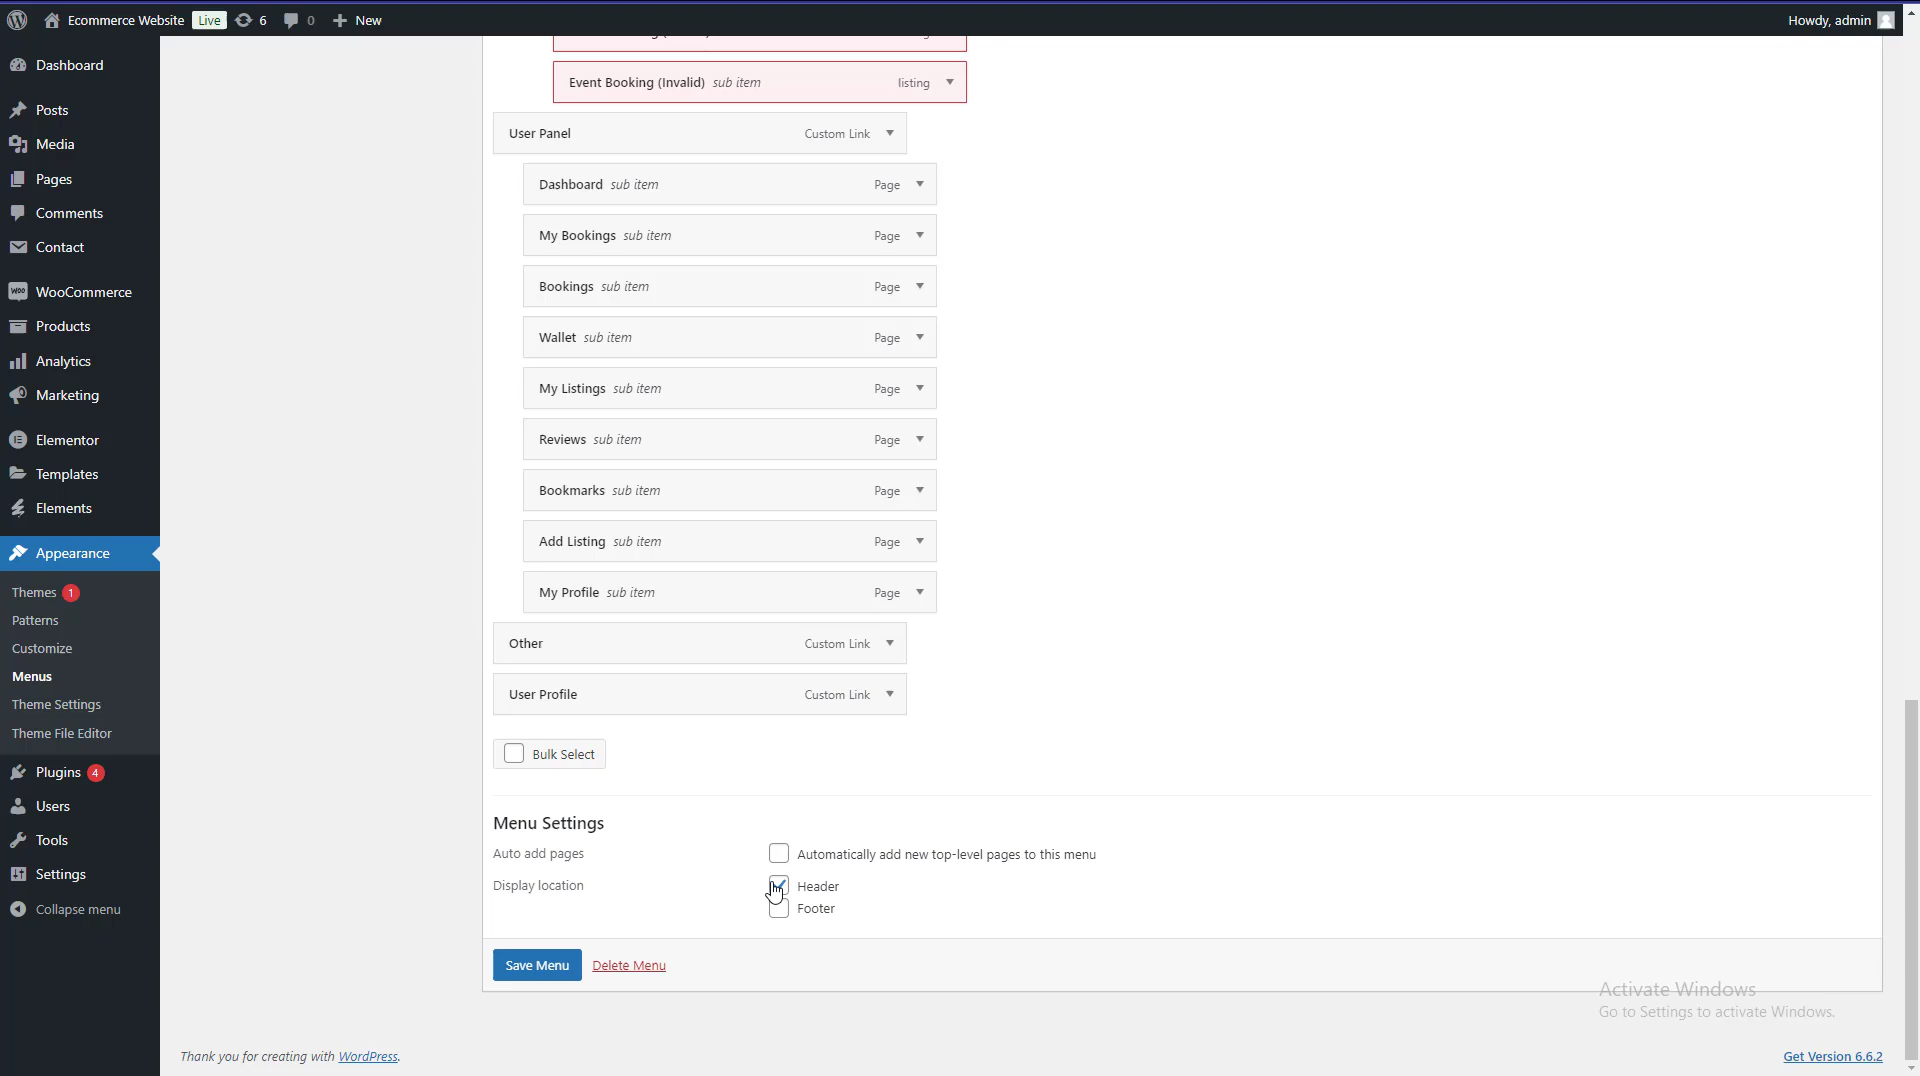 Ecommerce Website Live 6 0 New Howdy, admin
Dashboard
Posts
Media
Pages
Comments
Contact
WooCommerce
Products
Analytics
Marketing
Elementor
Templates
Elements
Appearance
Themes 1
Patterns
Customize
Menus
Theme Settings
Theme File Editor
Plugins 4
Users
Tools
Settings
Collapse menu
Event Booking (Invalid) sub item listing
User Panel Custom Link
Dashboard sub item Page
My Bookings sub item Page
Bookings sub item Page
Wallet sub item Page
My Listings sub item Page
Reviews sub item Page
Bookmarks sub item Page
Add Listing sub item Page
My Profile sub item Page
Other Custom Link
User Profile Custom Link
Bulk Select
Menu Settings
Auto add pages Automatically add new top-level pages to this menu
Display location Header
Footer
Save Menu Delete Menu
Activate Windows
Go to Settings to activate Windows.
Thank you for creating with WordPress. Get Version 6.6.2